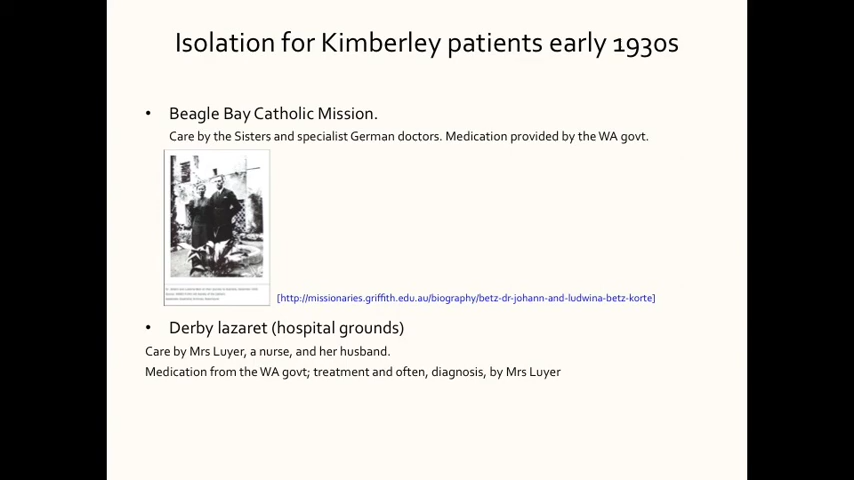 Isolation for Kimberley patients early 1930s
• Beagle Bay Catholic Mission.
Care by the Sisters and specialist German doctors. Medication provided by the WA govt.
[http://missionaries.griffith.edu.au/biography/betz-dr-johann-and-ludwina-betz-korte]
• Derby lazaret (hospital grounds)
Care by Mrs Luyer, a nurse, and her husband.
Medication from the WA govt; treatment and often, diagnosis, by Mrs Luyer